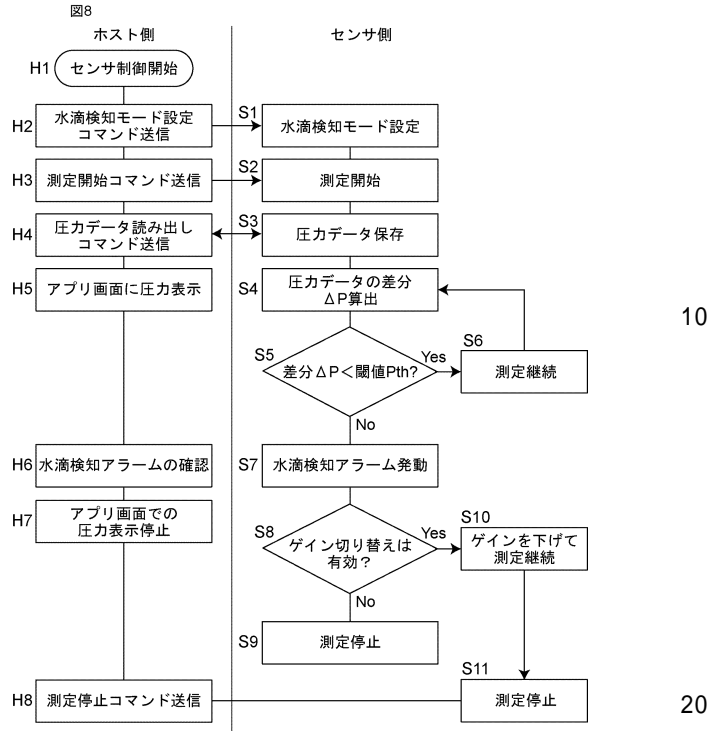 図8
ホスト側
センサ側
H1
センサ制御開始
H2
水滴検知モード設定
コマンド送信
S1
水滴検知モード設定
H3
測定開始コマンド送信
S2
測定開始
H4
圧力データ読み出し
コマンド送信
S3
圧力データ保存
H5
アプリ画面に圧力表示
S4
圧力データの差分
ΔP算出
10
S5
差分ΔP<閾値Pth?
Yes
S6
測定継続
No
H6
水滴検知アラームの確認
S7
水滴検知アラーム発動
H7
アプリ画面での
圧力表示停止
S8
ゲイン切り替えは
有効？
Yes
S10
ゲインを下げて
測定継続
No
S9
測定停止
H8
測定停止コマンド送信
S11
測定停止
20